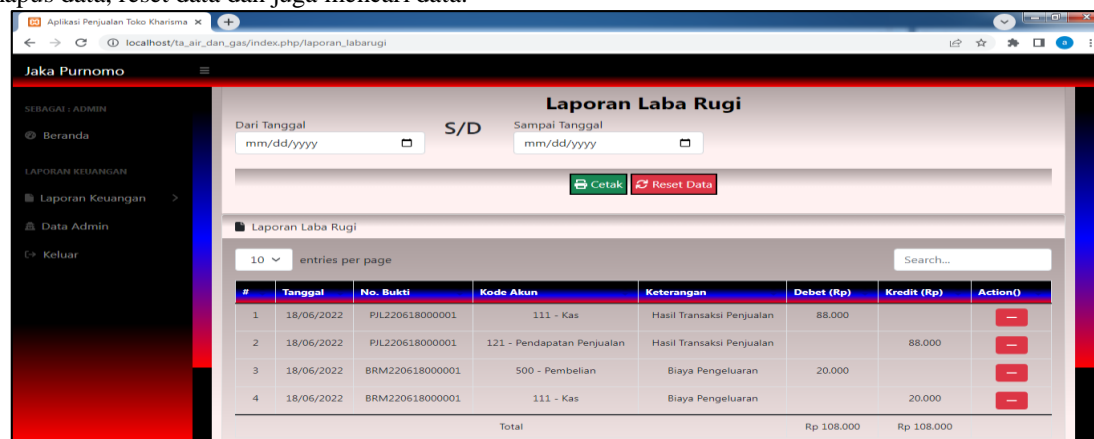 apus data, reset data dan juga mencari data.
Aplikasi Penjualan Toko Kharisma
localhost/ta_air_dan_gas/index.php/laporan_labarugi
a
Jaka Purnomo
SEBAGAI : ADMIN
Beranda
LAPORAN KEUANGAN
Laporan Keuangan
Data Admin
Keluar
Laporan Laba Rugi
Dari Tanggal S/D Sampai Tanggal
mm/dd/yyyy mm/dd/yyyy
Cetak Reset Data
Laporan Laba Rugi
10 entries per page Search...
# Tanggal No. Bukti Kode Akun Keterangan Debet (Rp) Kredit (Rp) Action()
1 18/06/2022 PJL220618000001 111 - Kas Hasil Transaksi Penjualan 88.000
2 18/06/2022 PJL220618000001 121 - Pendapatan Penjualan Hasil Transaksi Penjualan 88.000
3 18/06/2022 BRM220618000001 500 - Pembelian Biaya Pengeluaran 20.000
4 18/06/2022 BRM220618000001 111 - Kas Biaya Pengeluaran 20.000
Total Rp 108.000 Rp 108.000